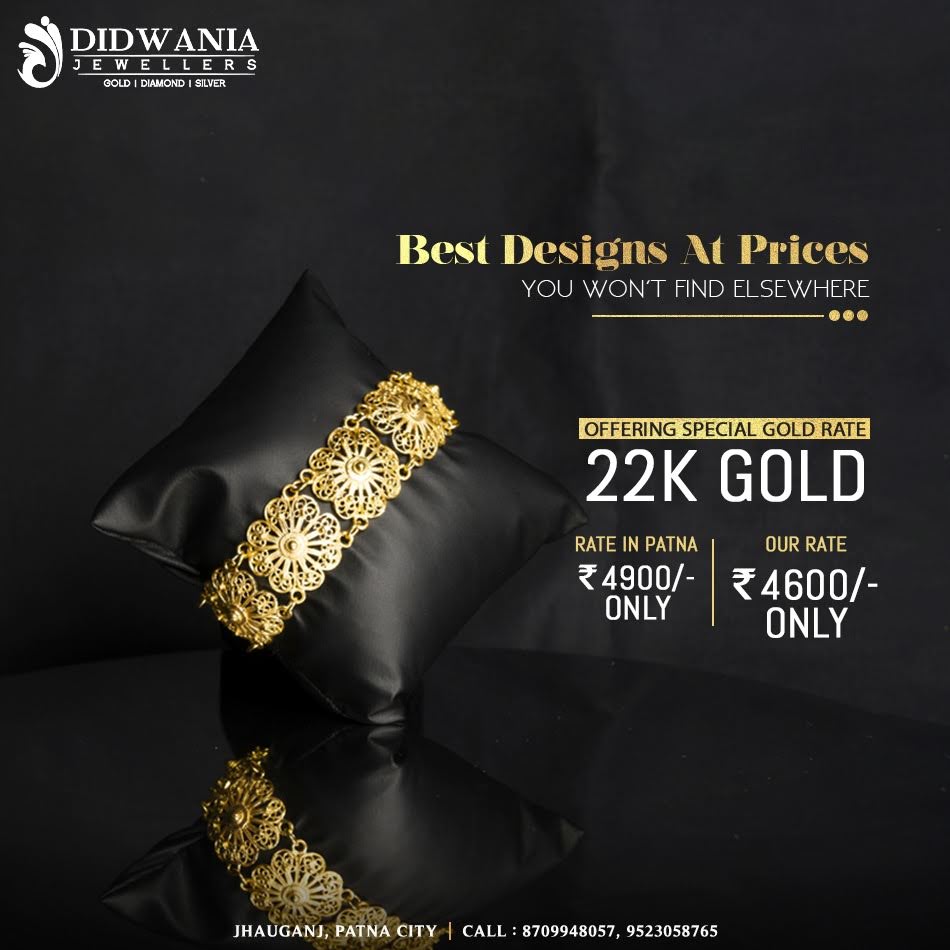 DIDWANIA
JEWELLERS
GOLD | DIAMOND | SILVER
Best Designs At Prices
YOU WON'T FIND ELSEWHERE
OFFERING SPECIAL GOLD RATE
22K GOLD
RATE IN PATNA
₹4900/-
ONLY
OUR RATE
₹4600/-
ONLY
JHAUGANJ, PATNA CITY | CALL : 8709948057, 9523058765